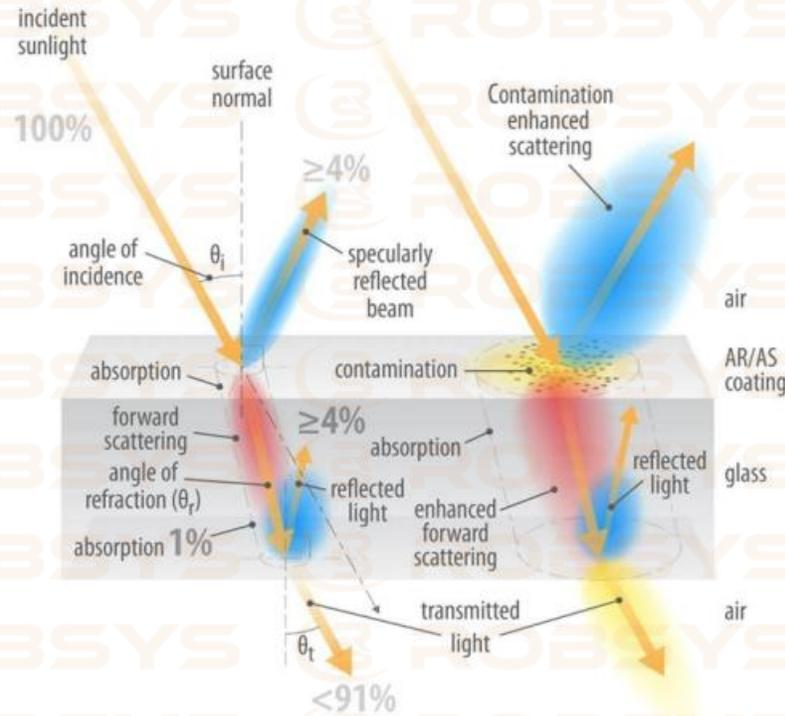 incident
sunlight
100%
surface
normal
≥4%
angle of
incidence
θi
specularly
reflected
beam
Contamination
enhanced
scattering
air
absorption
contamination
AR/AS
coating
forward
scattering
≥4%
absorption
angle of
refraction (θr)
reflected
light
reflected
light
glass
enhanced
forward
scattering
absorption 1%
transmitted
light
air
θt
<91%
ROBSYS